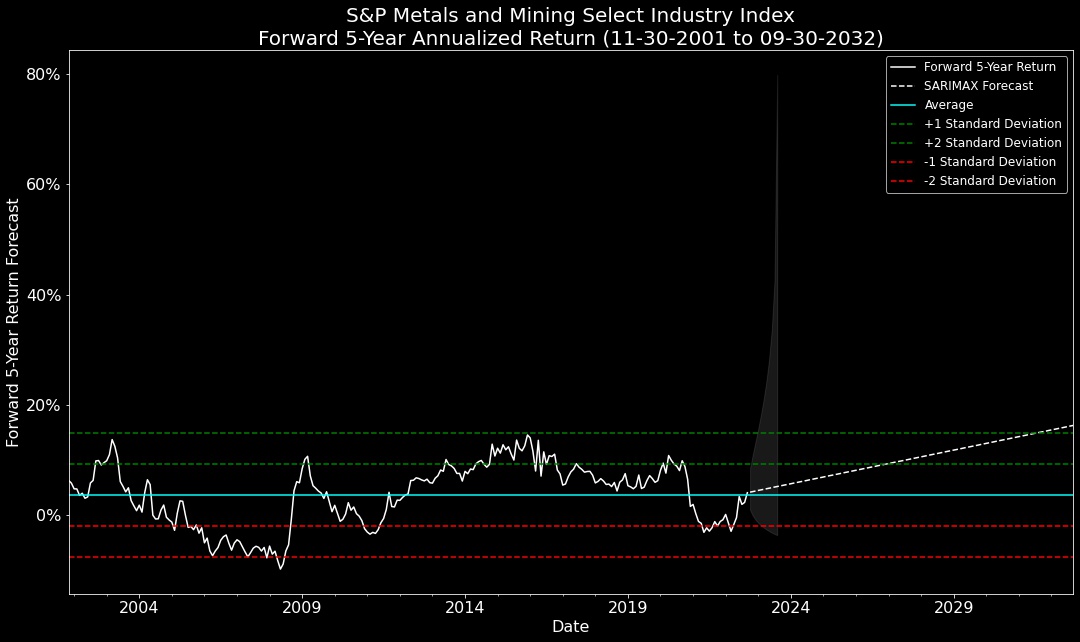 S&P Metals and Mining Select Industry Index
Forward 5-Year Annualized Return (11-30-2001 to 09-30-2032)
Forward 5-Year Return
SARIMAX Forecast
Average
+1 Standard Deviation
+2 Standard Deviation
-1 Standard Deviation
-2 Standard Deviation
Forward 5-Year Return Forecast
80%
60%
40%
20%
0%
2004
2009
2014
2019
2024
2029
Date